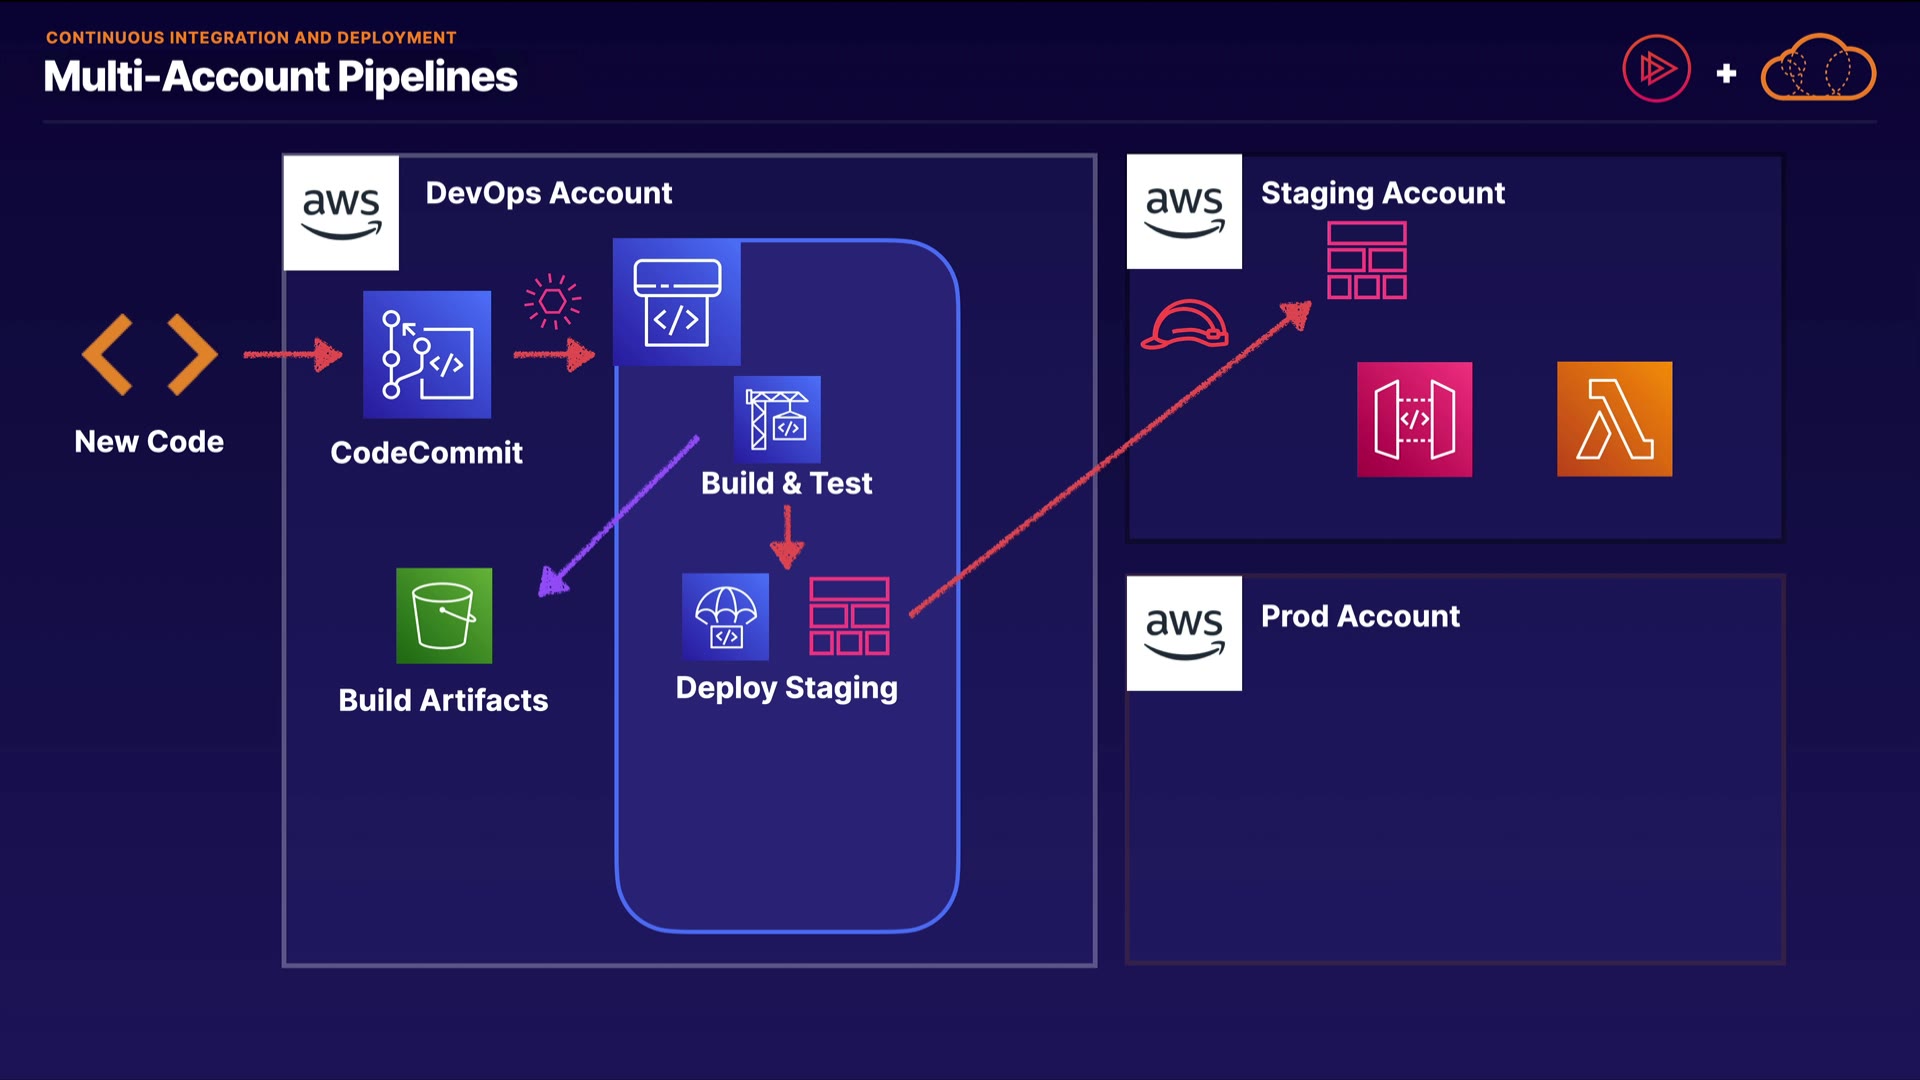 CONTINUOUS INTEGRATION AND DEPLOYMENT
Multi-Account Pipelines
+
aws
DevOps Account
aws
Staging Account
</>
</>
New Code
CodeCommit
</>
Build & Test
</>
Build Artifacts
</>
Deploy Staging
aws
Prod Account